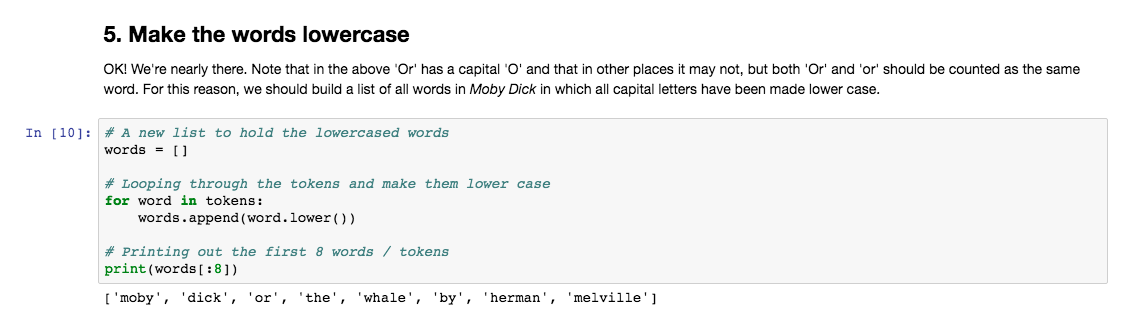 5. Make the words lowercase
OK! We're nearly there. Note that in the above 'Or' has a capital 'O' and that in other places it may not, but both 'Or' and 'or' should be counted as the same
word. For this reason, we should build a list of all words in Moby Dick in which all capital letters have been made lower case.
In [10]:
# A new list to hold the lowercased words
words = []

# Looping through the tokens and make them lower case
for word in tokens:
    words.append(word.lower())

# Printing out the first 8 words / tokens
print(words[:8])
['moby', 'dick', 'or', 'the', 'whale', 'by', 'herman', 'melville']